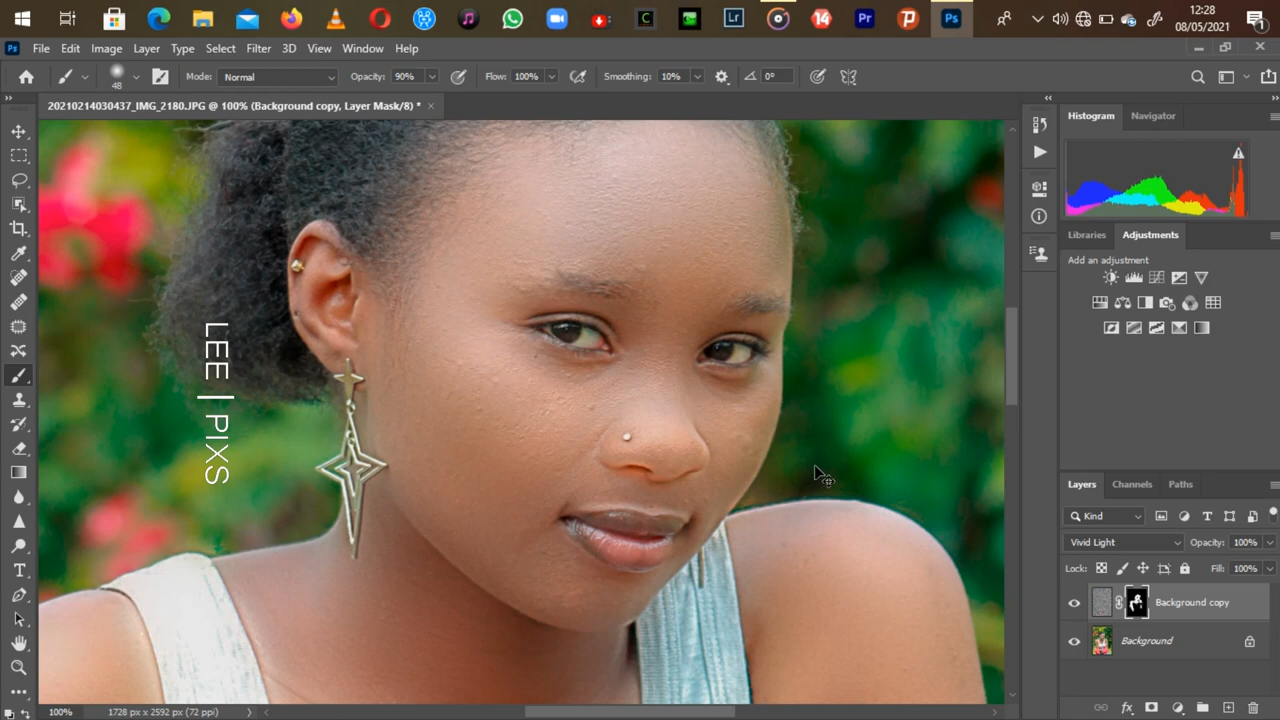 12:28
08/05/2021
File Edit Image Layer Type Select Filter 3D View Window Help
48 Mode: Normal Opacity: 90% Flow: 100% Smoothing: 10% 0°
20210214030437_IMG_2180.JPG @ 100% (Background copy, Layer Mask/8) *
Histogram Navigator
Libraries Adjustments
Add an adjustment
LEE | PIXS
Layers Channels Paths
Kind
Vivid Light Opacity: 100%
Lock: Fill: 100%
Background copy
Background
100% 1728 px x 2592 px (72 ppi)